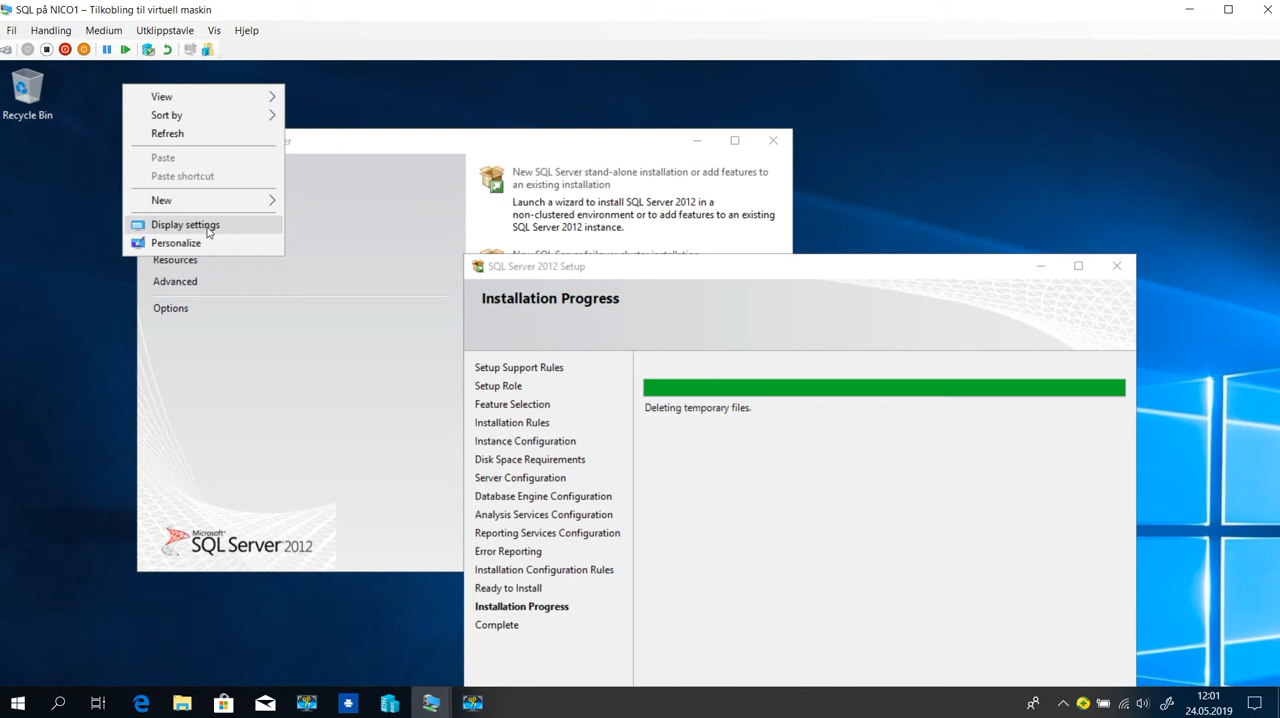 SQL på NICO1 – Tilkobling til virtuell maskin
Fil Handling Medium Utklippstavle Vis Hjelp
Recycle Bin
View
Sort by
Refresh
Paste
Paste shortcut
New
Display settings
Personalize
Resources
Advanced
Options
Microsoft®
SQL Server 2012
New SQL Server stand-alone installation or add features to
an existing installation
Launch a wizard to install SQL Server 2012 in a
non-clustered environment or to add features to an existing
SQL Server 2012 instance.
New SQL Server failover cluster installation
SQL Server 2012 Setup
Installation Progress
Setup Support Rules
Setup Role
Feature Selection
Installation Rules
Instance Configuration
Disk Space Requirements
Server Configuration
Database Engine Configuration
Analysis Services Configuration
Reporting Services Configuration
Error Reporting
Installation Configuration Rules
Ready to Install
Installation Progress
Complete
Deleting temporary files.
12:01
24.05.2019